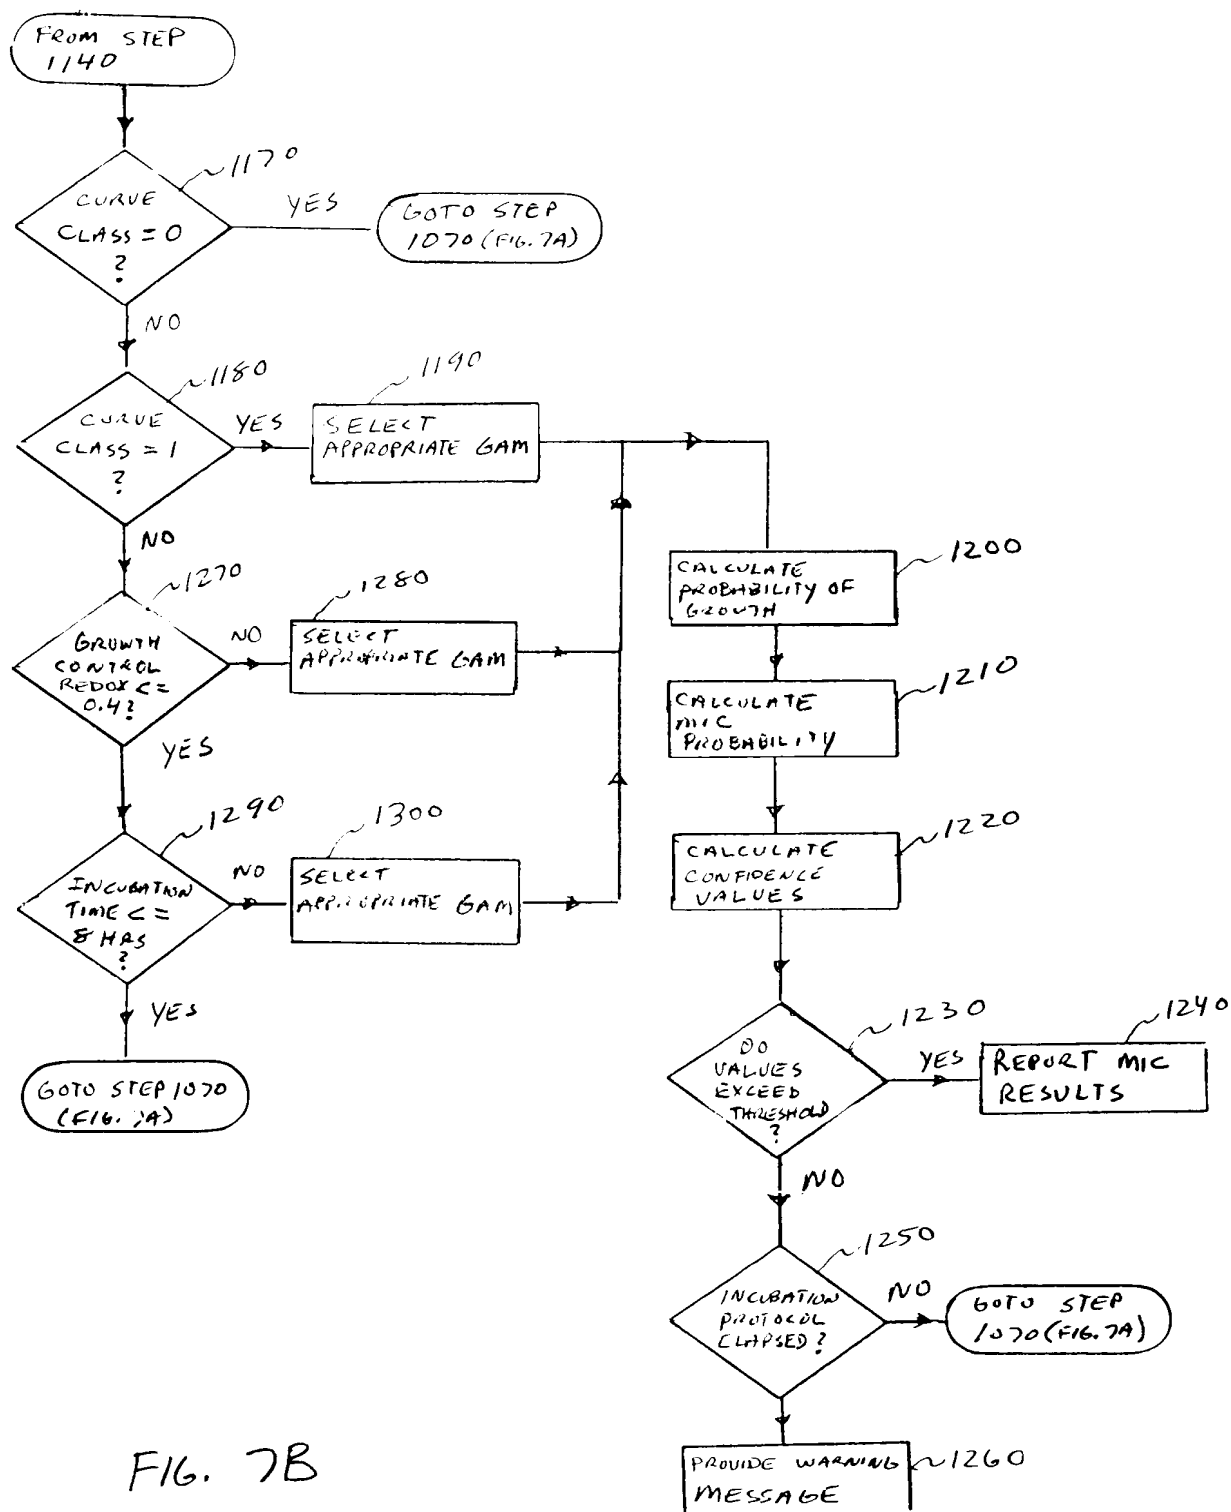 FROM STEP
1140
1170
CURVE
CLASS = 0
?
YES
GOTO STEP
1070 (FIG. 7A)
NO
1180
CURVE
CLASS = 1
?
YES
1190
SELECT
APPROPRIATE GAM
NO
1270
GROWTH
CONTROL
REDOX <=
0.4?
NO
1280
SELECT
APPROPRIATE GAM
YES
1290
INCUBATION
TIME <=
8 HRS
?
NO
1300
SELECT
APPROPRIATE GAM
YES
GOTO STEP 1070
(FIG. 7A)
1200
CALCULATE
PROBABILITY OF
GROWTH
1210
CALCULATE
MIC
PROBABILITY
1220
CALCULATE
CONFIDENCE
VALUES
1230
DO
VALUES
EXCEED
THRESHOLD
?
YES
1240
REPORT MIC
RESULTS
NO
1250
INCUBATION
PROTOCOL
ELAPSED?
NO
GOTO STEP
1070 (FIG. 7A)
PROVIDE WARNING
MESSAGE
1260
FIG. 7B